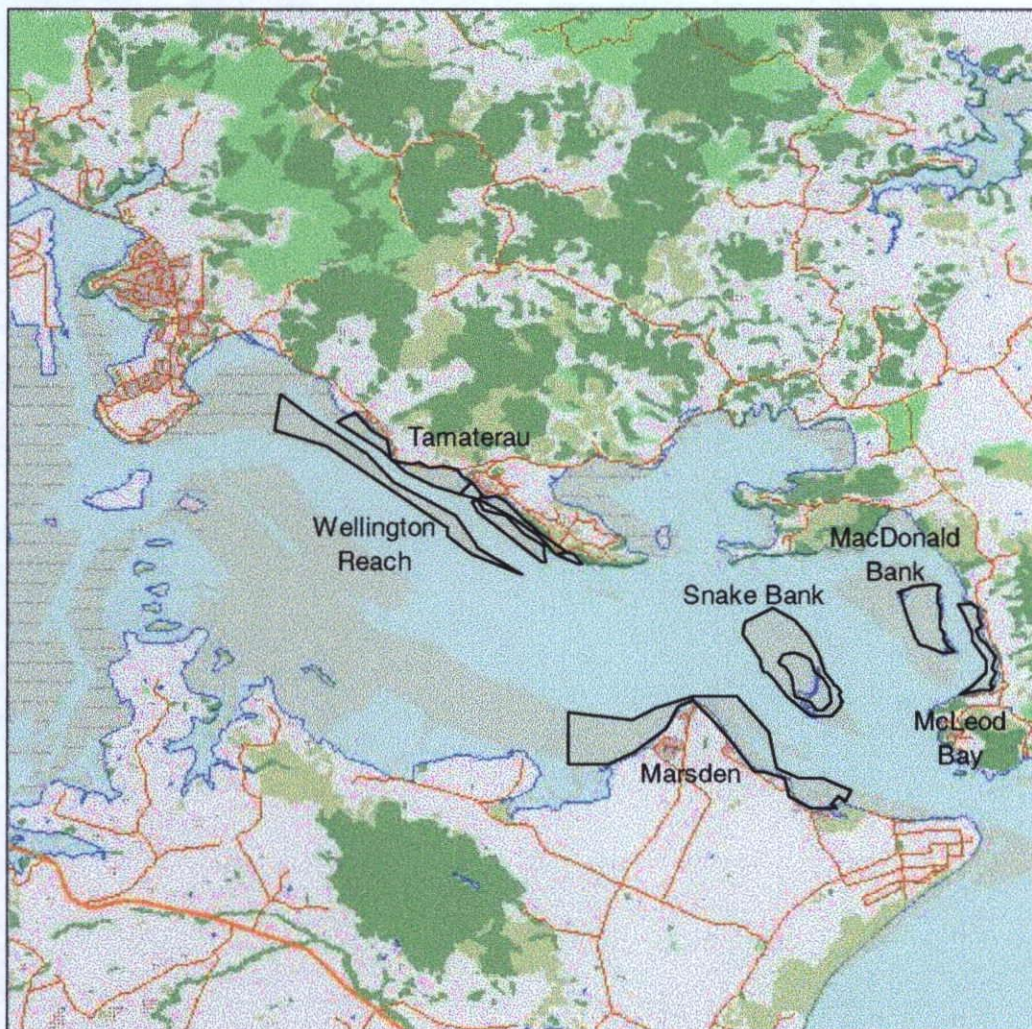 Tamaterau
Wellington
Reach
MacDonald
Bank
Snake Bank
McLeod
Bay
Marsden